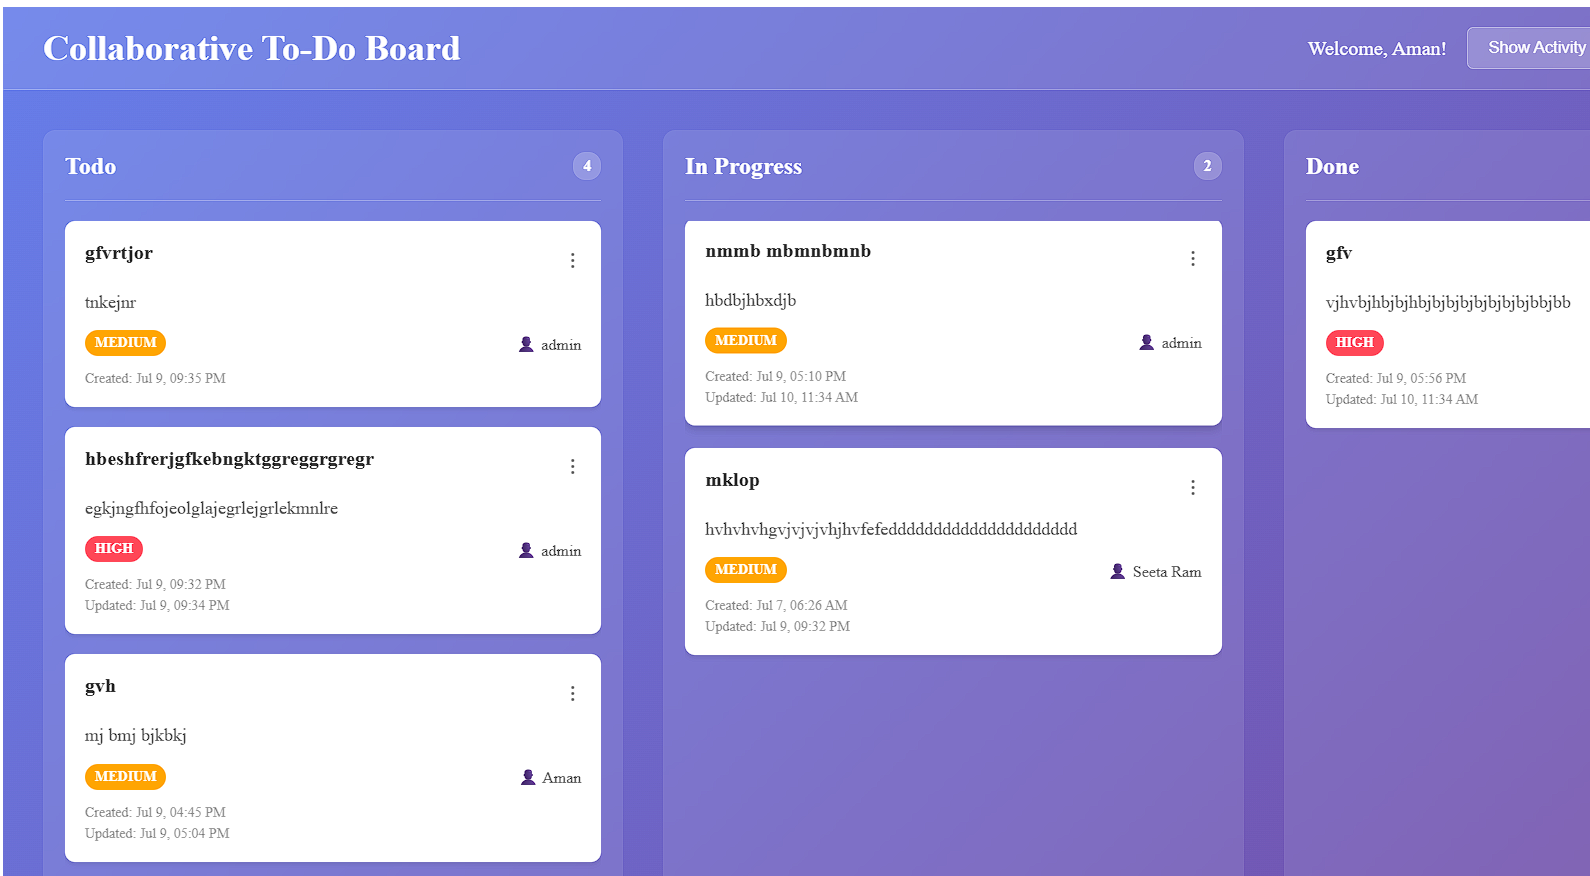 Collaborative To-Do Board
Welcome, Aman!
Show Activity
Todo
4
gfvrtjor
tnkejnr
MEDIUM
admin
Created: Jul 9, 09:35 PM
hbeshfrerjgfkebngktggreggrgregr
egkjngfhfojeolglajegrlejgrlekmnlre
HIGH
admin
Created: Jul 9, 09:32 PM
Updated: Jul 9, 09:34 PM
gvh
mj bmj bjkbkj
MEDIUM
Aman
Created: Jul 9, 04:45 PM
Updated: Jul 9, 05:04 PM
In Progress
2
nmmb mbmnbmnb
hbdbjhbxdjb
MEDIUM
admin
Created: Jul 9, 05:10 PM
Updated: Jul 10, 11:34 AM
mklop
hvhvhvhgvjvjvjvhjhvfefeddddddddddddddddddddd
MEDIUM
Seeta Ram
Created: Jul 7, 06:26 AM
Updated: Jul 9, 09:32 PM
Done
gfv
vjhvbjhbjbjhbjbjbjbjbjbjbjbjbbjbb
HIGH
Created: Jul 9, 05:56 PM
Updated: Jul 10, 11:34 AM